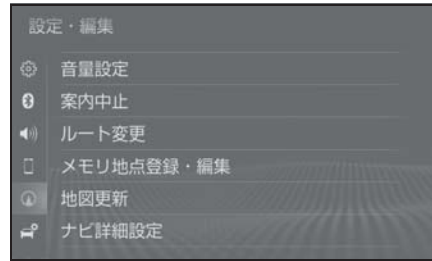 設定・編集
音量設定
案内中止
ルート変更
メモリ地点登録・編集
地図更新
ナビ詳細設定